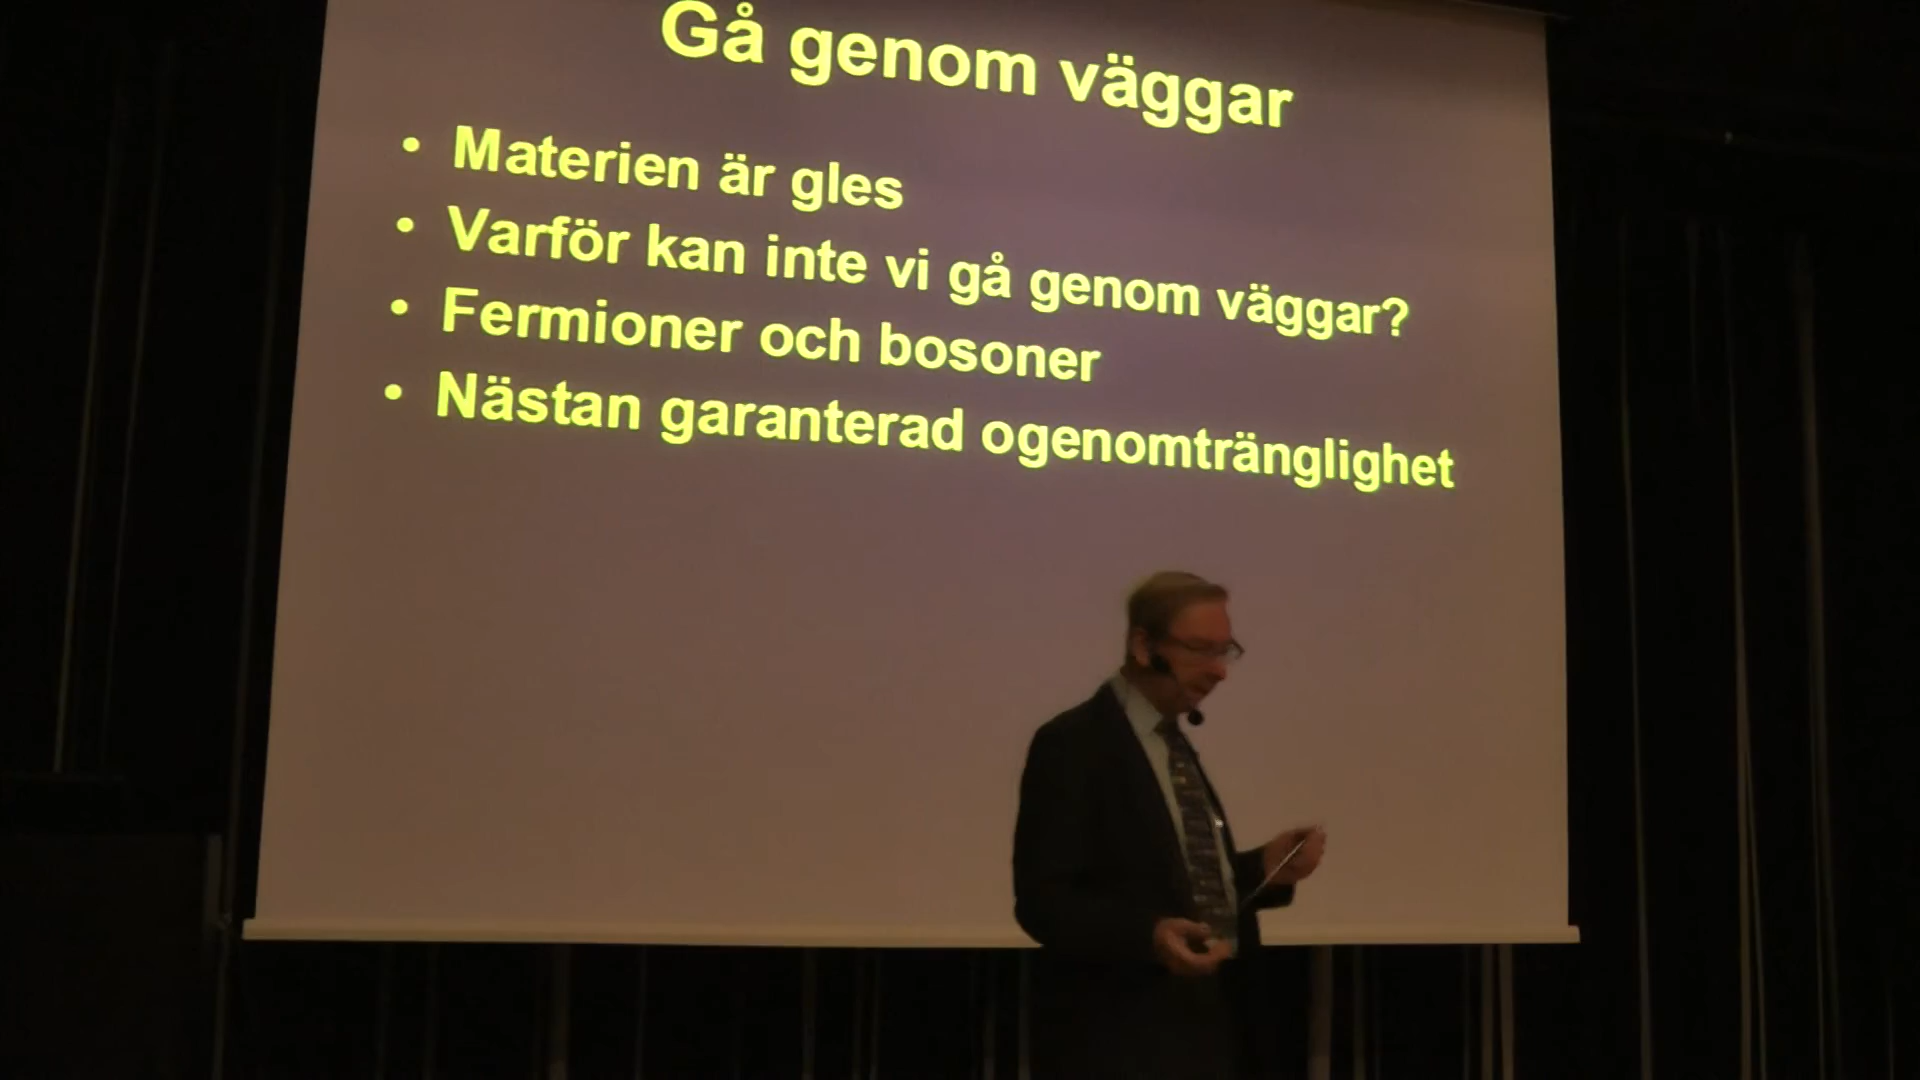 Gå genom väggar
• Materien är gles
• Varför kan inte vi gå genom väggar?
• Fermioner och bosoner
• Nästan garanterad ogenomtränglighet